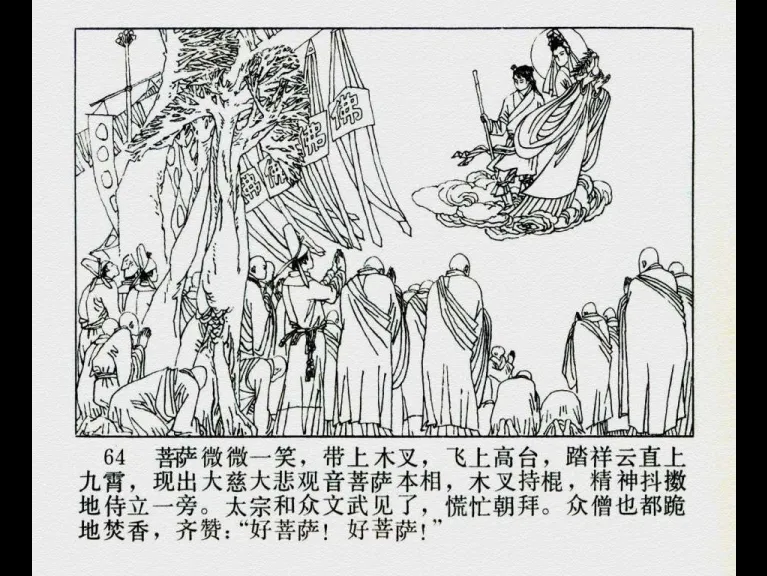 佛
佛
佛
佛
64 菩萨微微一笑，带上木叉，飞上高台，踏祥云直上
九霄，现出大慈大悲观音菩萨本相，木叉持棍，精神抖擞
地侍立一旁。太宗和众文武见了，慌忙朝拜。众僧也都跪
地焚香，齐赞：“好菩萨！好菩萨！”